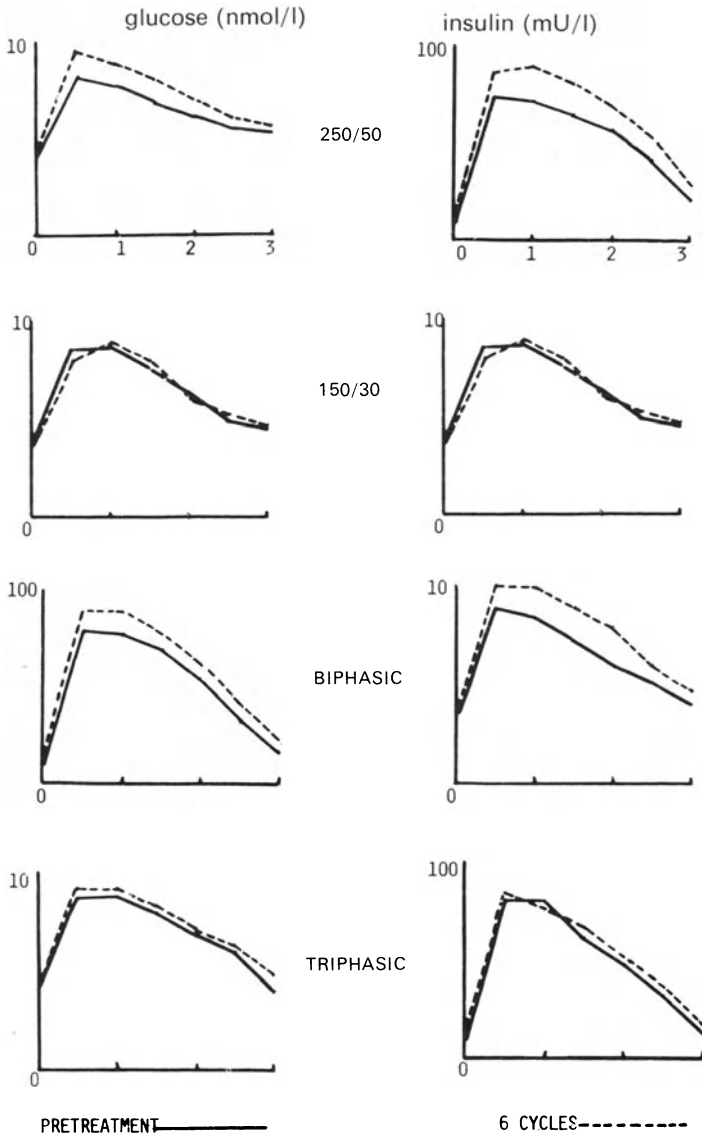 glucose (nmol/l) insulin (mU/l)
10 100
250/50
0 1 2 3 0 1 2 3
10 10
150/30
0 0
100 10
BIPHASIC
0 0
10 100
TRIPHASIC
0 0
PRETREATMENT 6 CYCLES